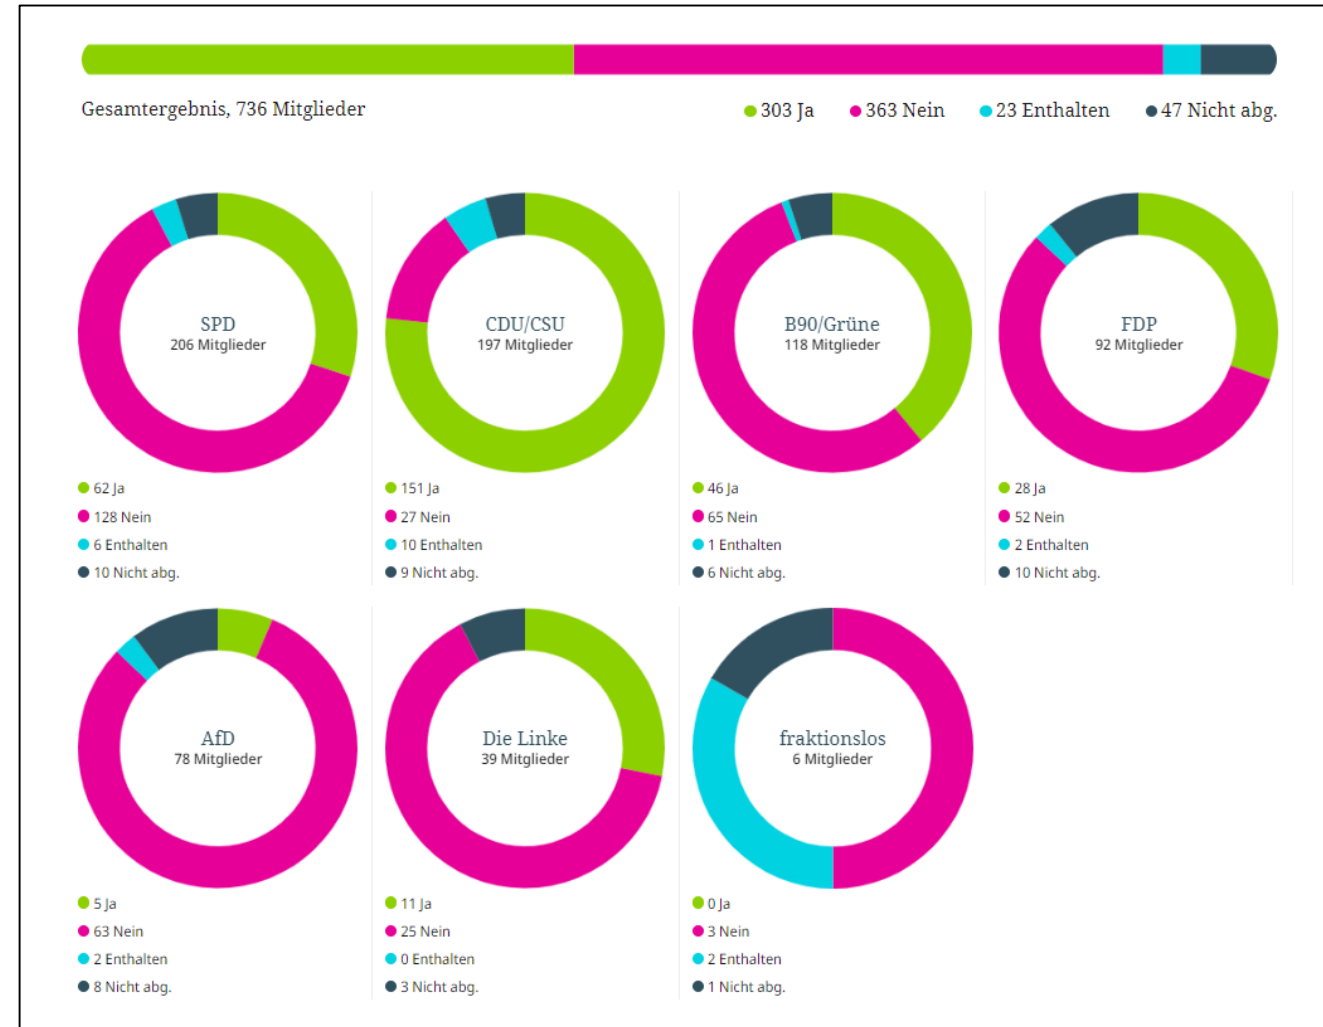 Gesamtergebnis, 736 Mitglieder
303 Ja
363 Nein
23 Enthalten
47 Nicht abg.
SPD
206 Mitglieder
62 Ja
128 Nein
6 Enthalten
10 Nicht abg.
CDU/CSU
197 Mitglieder
151 Ja
27 Nein
10 Enthalten
9 Nicht abg.
B90/Grüne
118 Mitglieder
46 Ja
65 Nein
1 Enthalten
6 Nicht abg.
FDP
92 Mitglieder
28 Ja
52 Nein
2 Enthalten
10 Nicht abg.
AfD
78 Mitglieder
5 Ja
63 Nein
2 Enthalten
8 Nicht abg.
Die Linke
39 Mitglieder
11 Ja
25 Nein
0 Enthalten
3 Nicht abg.
fraktionslos
6 Mitglieder
0 Ja
3 Nein
2 Enthalten
1 Nicht abg.